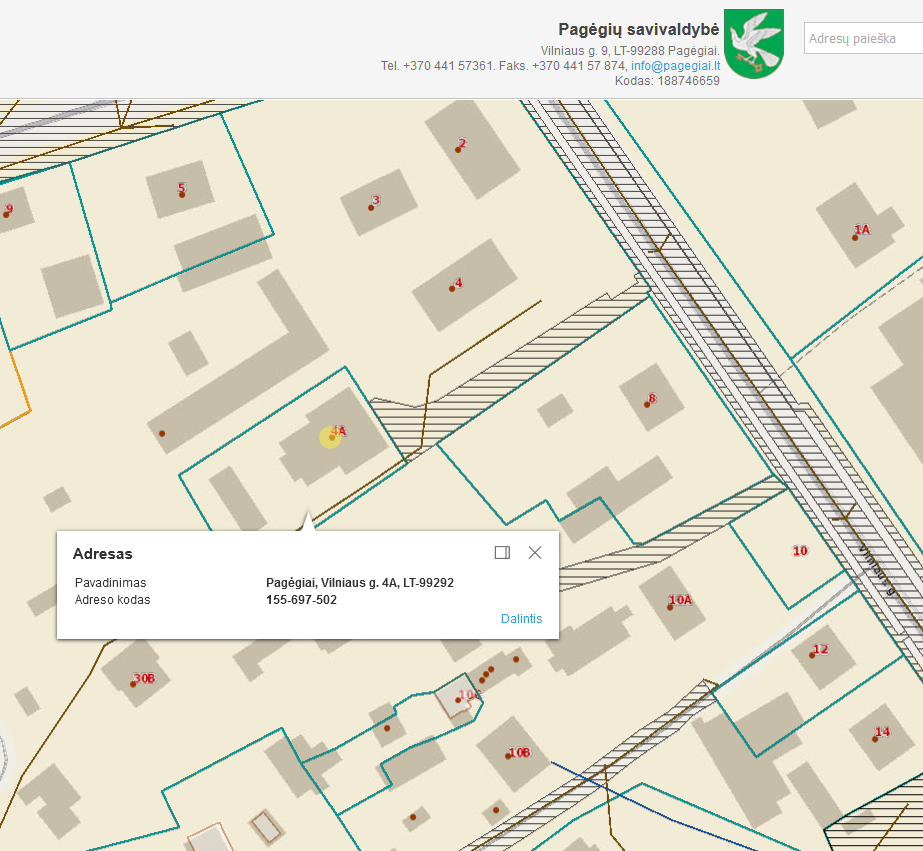 Pagėgių savivaldybė
Vilniaus g. 9, LT-99288 Pagėgiai.
Tel. +370 441 57361. Faks. +370 441 57 874, info@pagegiai.lt
Kodas: 188746659
Adresų paieška
2
5
3
9
1A
4
8
4A
Adresas
Pavadinimas Pagėgiai, Vilniaus g. 4A, LT-99292
Adreso kodas 155-697-502
Dalintis
10
Vilniaus g.
10A
12
30B
10C
14
10B